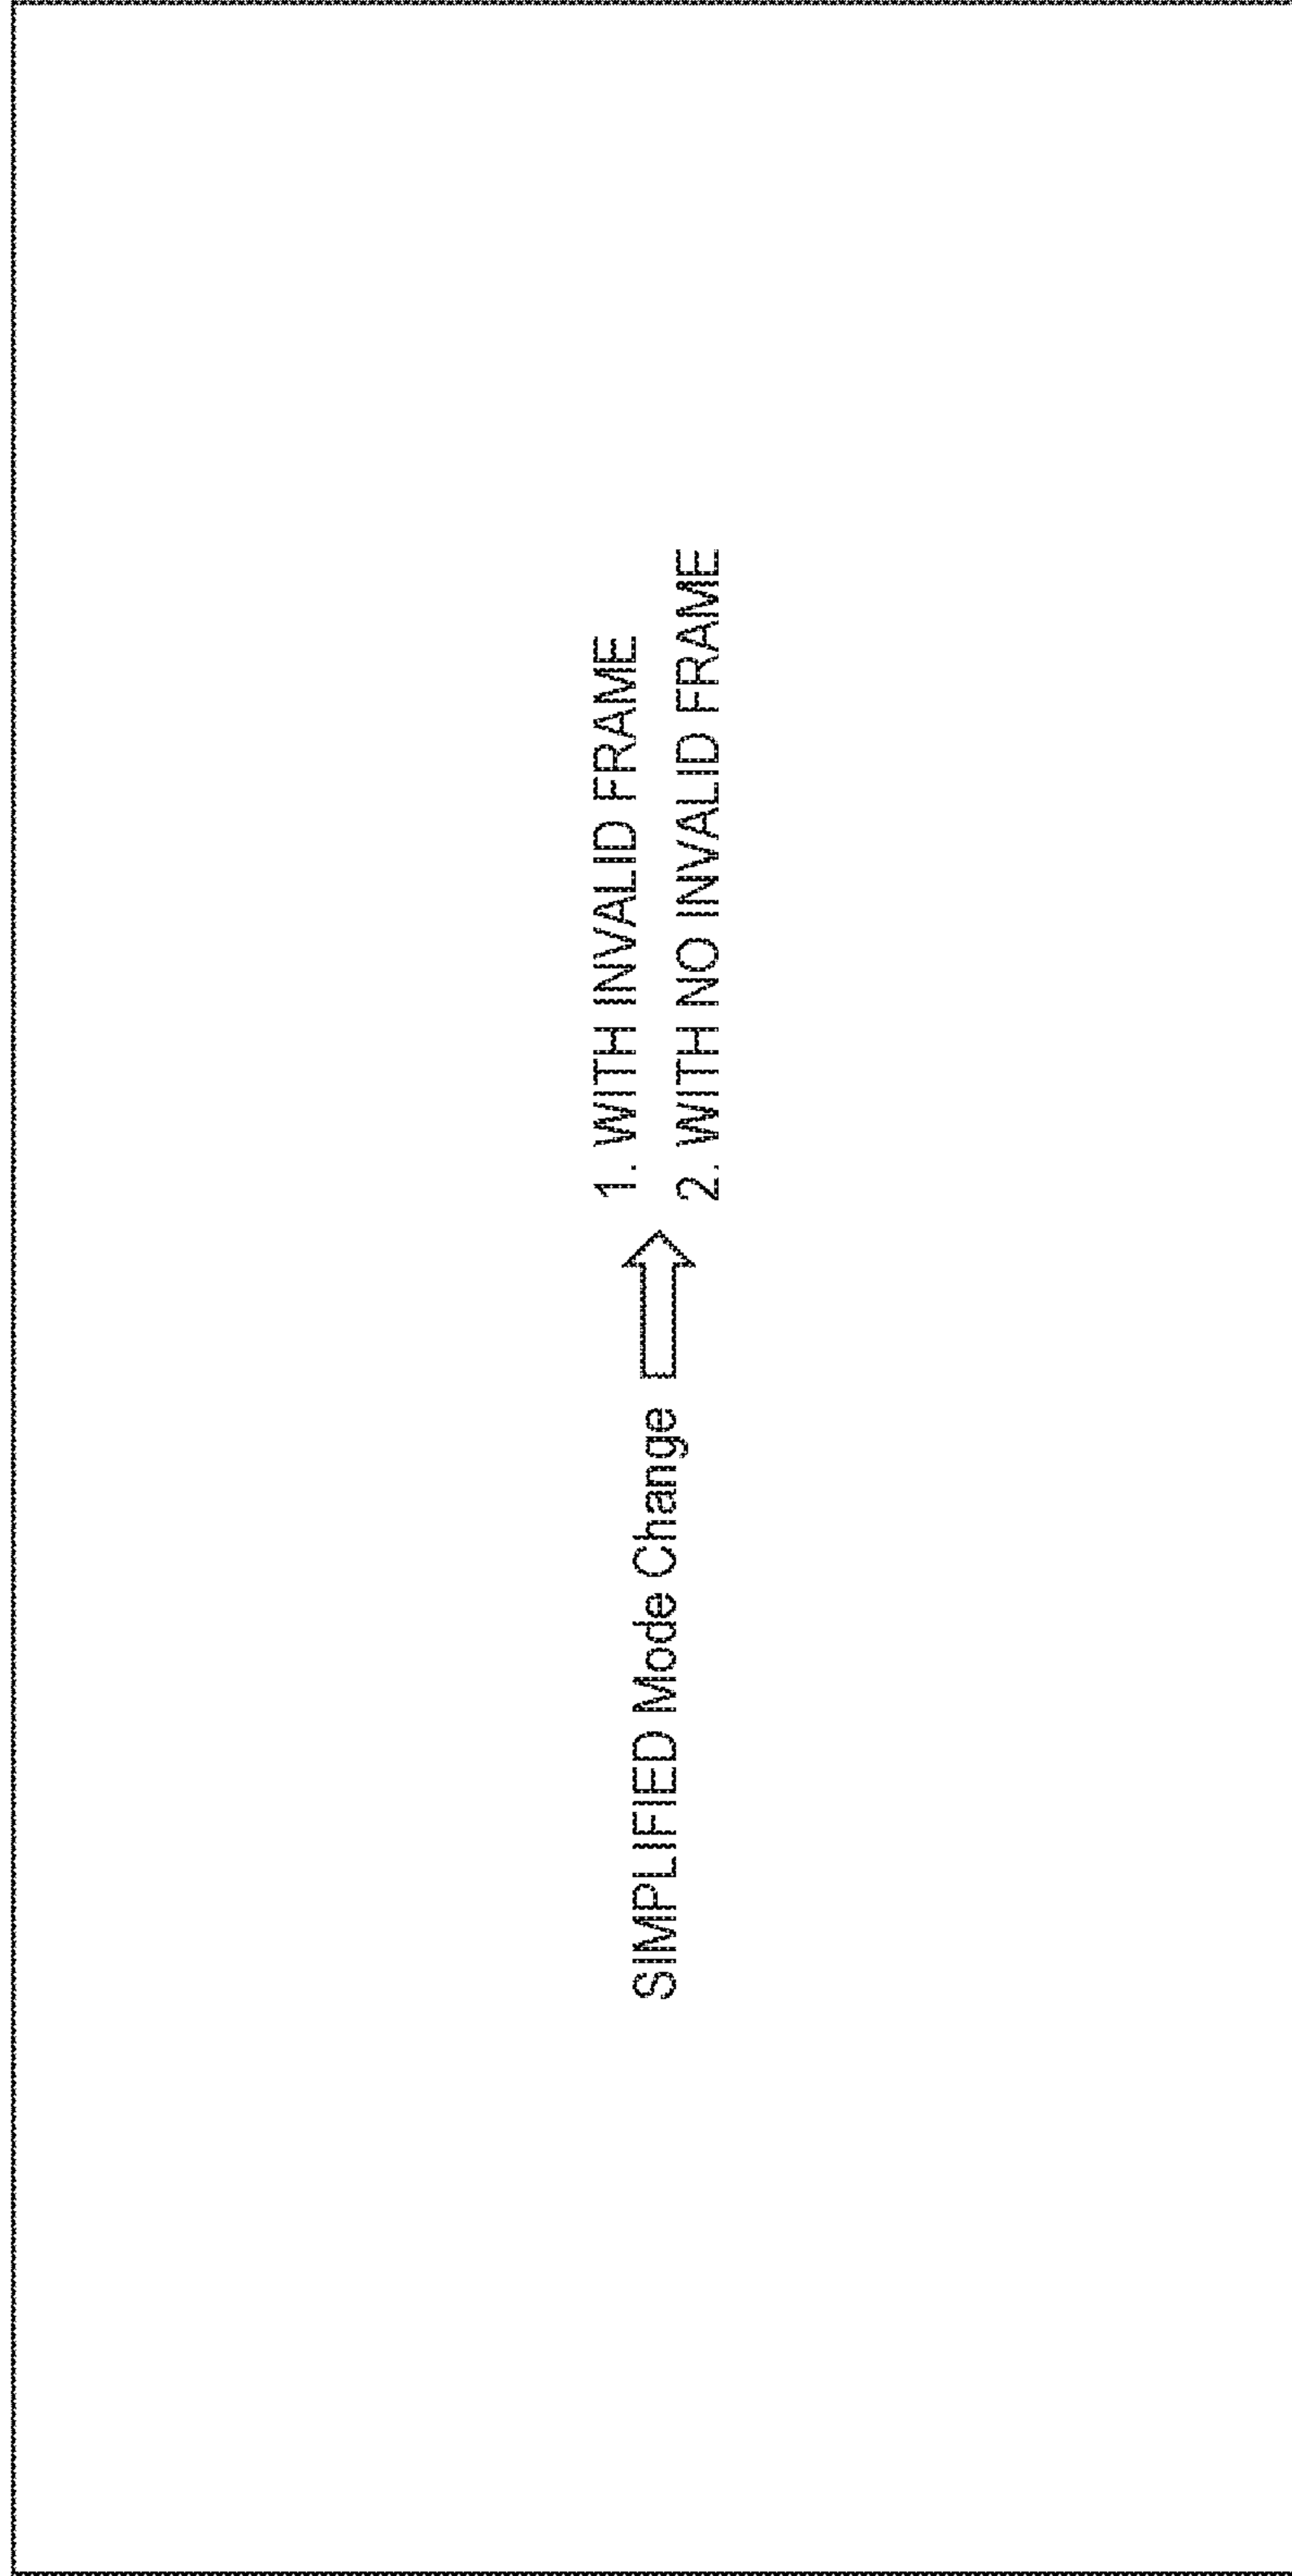 SIMPLIFIED Mode Change
1. WITH INVALID FRAME
2. WITH NO INVALID FRAME